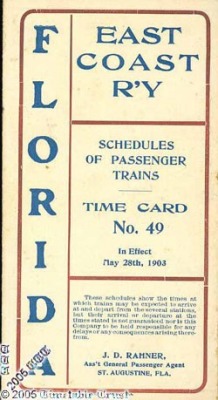 FLORIDA
EAST
COAST
R'Y
SCHEDULES
OF PASSENGER
TRAINS
TIME CARD
No. 49
In Effect
May 28th, 1903
These schedules show the times at
which trains may be expected to arrive
at and depart from the several stations,
but their arrival or departure at the
times stated is not guaranteed nor is this
Company to be held responsible for any
delays or any consequences arising there-
from.
J. D. RAHNER,
Ass't General Passenger Agent
ST. AUGUSTINE, FLA.
2005
©2005